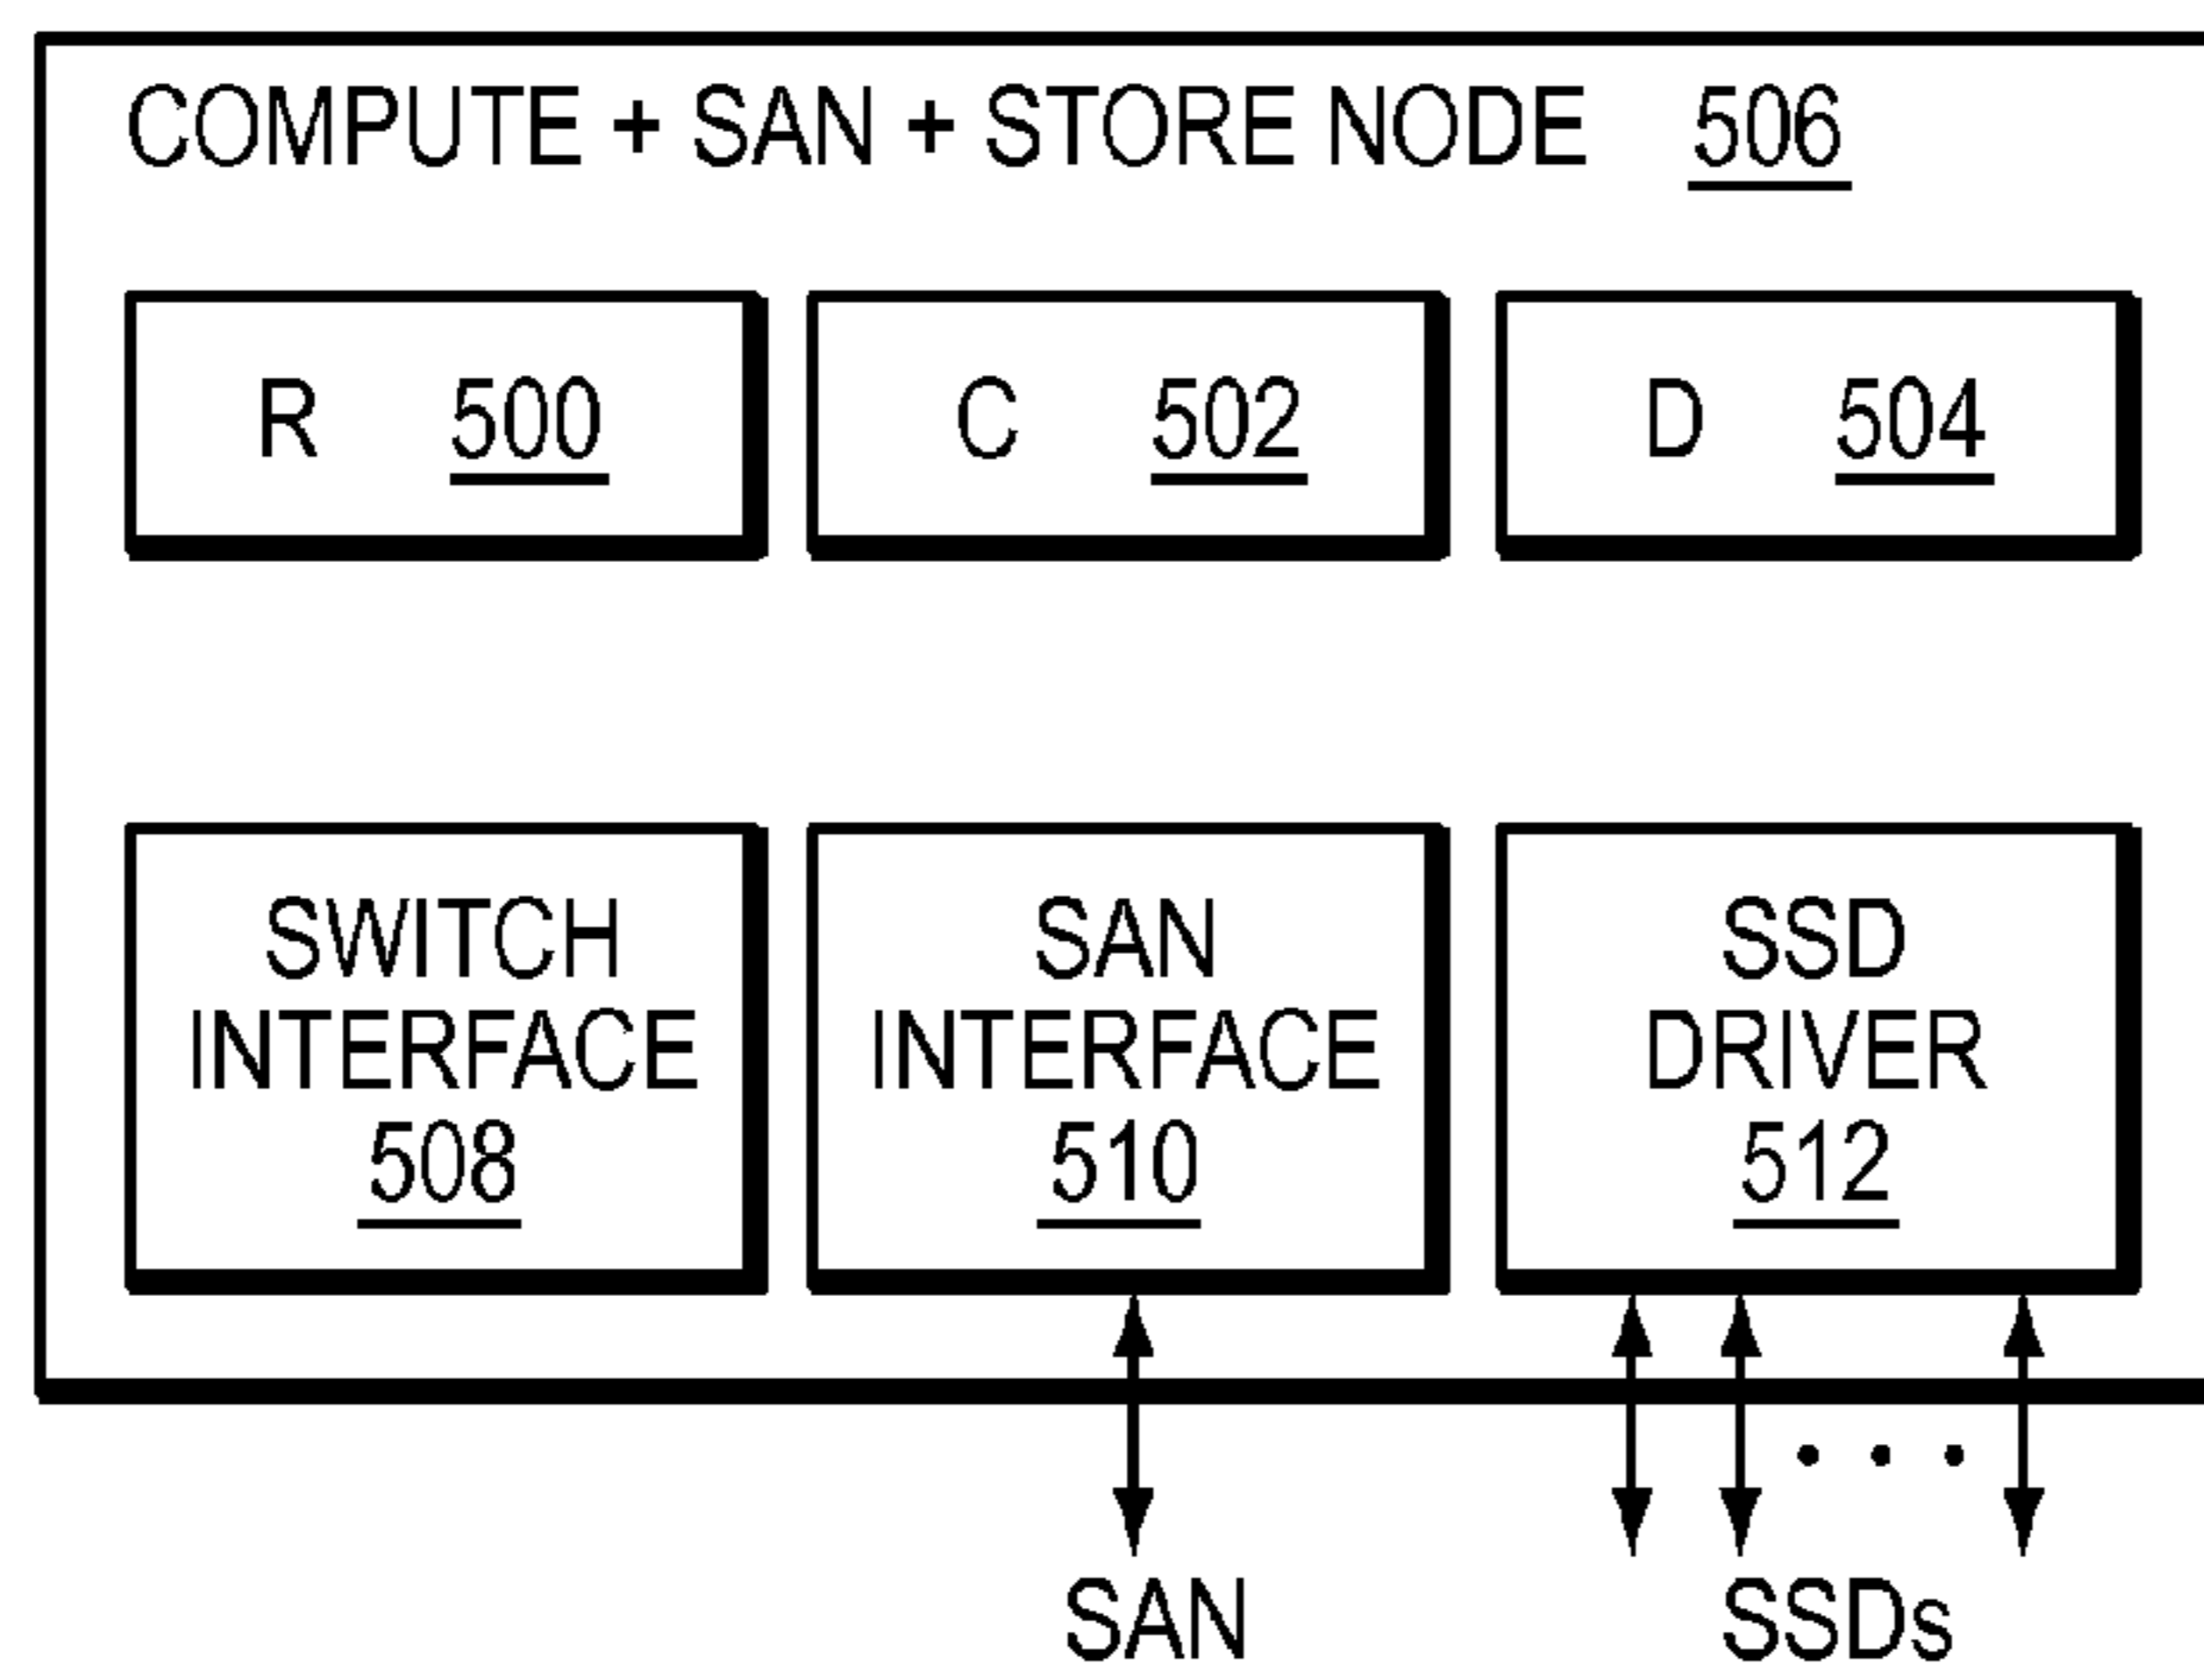 COMPUTE + SAN + STORE NODE 506
R 500
C 502
D 504
SWITCH
INTERFACE
508
SAN
INTERFACE
510
SSD
DRIVER
512
SAN
SSDs